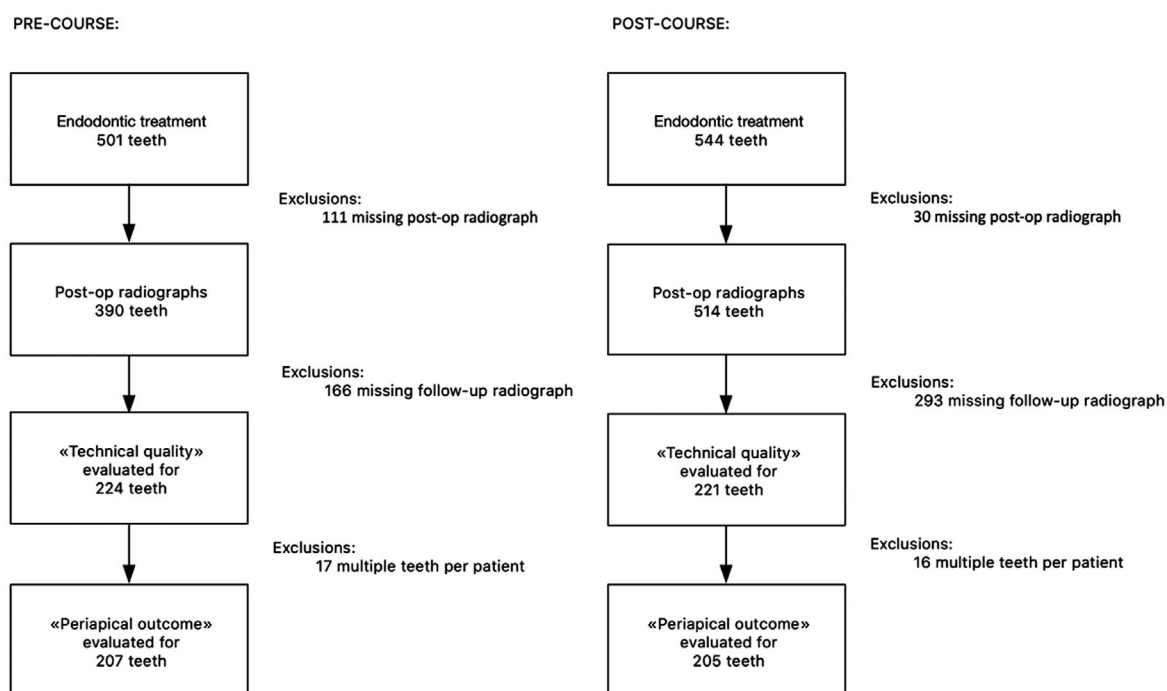 PRE-COURSE:
Endodontic treatment
501 teeth
Exclusions:
111 missing post-op radiograph
Post-op radiographs
390 teeth
Exclusions:
166 missing follow-up radiograph
«Technical quality»
evaluated for
224 teeth
Exclusions:
17 multiple teeth per patient
«Periapical outcome»
evaluated for
207 teeth
POST-COURSE:
Endodontic treatment
544 teeth
Exclusions:
30 missing post-op radiograph
Post-op radiographs
514 teeth
Exclusions:
293 missing follow-up radiograph
«Technical quality»
evaluated for
221 teeth
Exclusions:
16 multiple teeth per patient
«Periapical outcome»
evaluated for
205 teeth